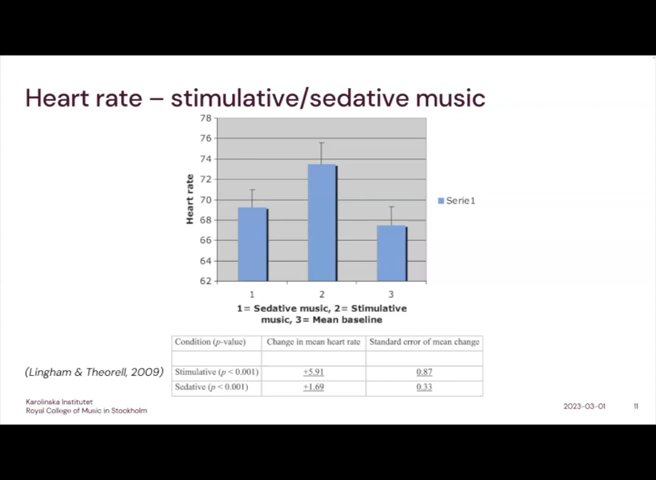 Heart rate – stimulative/sedative music
78
76
74
72
70
68
66
64
62
Heart rate
1 2 3
1= Sedative music, 2= Stimulative
music, 3= Mean baseline
Serie1
Condition (p-value) Change in mean heart rate Standard error of mean change
Stimulative (p < 0.001) +5.91 0.87
Sedative (p < 0.001) +1.69 0.33
(Lingham & Theorell, 2009)
Karolinska Institutet
Royal College of Music in Stockholm
2023-03-01
11